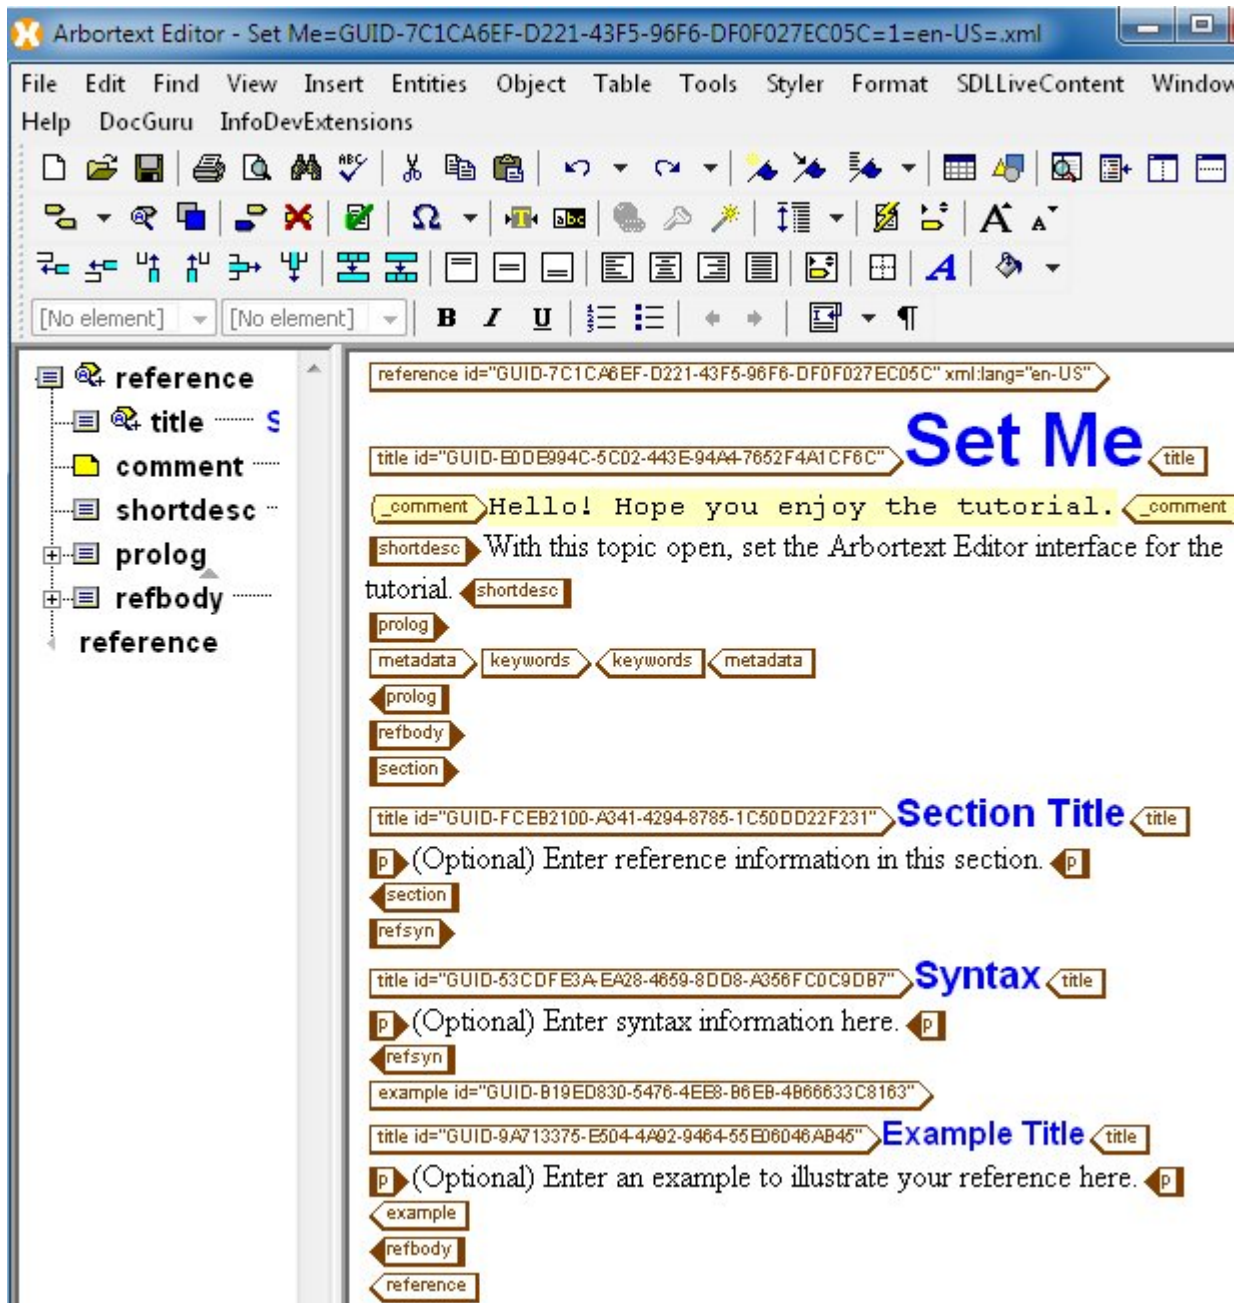 Arbortext Editor - Set Me=GUID-7C1CA6EF-D221-43F5-96F6-DF0F027EC05C=1=en-US=.xml
File Edit Find View Insert Entities Object Table Tools Styler Format SDLLiveContent Window
Help DocGuru InfoDevExtensions
[No element] [No element] B I U
reference
title S
comment
shortdesc
prolog
refbody
reference
reference id="GUID-7C1CA6EF-D221-43F5-96F6-DF0F027EC05C" xml:lang="en-US"
title id="GUID-E0DE994C-5C02-443E-94A4-7652F4A1CF6C" Set Me title
_comment Hello! Hope you enjoy the tutorial. _comment
shortdesc With this topic open, set the Arbortext Editor interface for the
tutorial. shortdesc
prolog
metadata keywords keywords metadata
prolog
refbody
section
title id="GUID-FCEB2100-A341-4294-8785-1C50DD22F231" Section Title title
p (Optional) Enter reference information in this section. p
section
refsyn
title id="GUID-53CDFE3A-EA28-4659-8DD8-A356FC0C9DB7" Syntax title
p (Optional) Enter syntax information here. p
refsyn
example id="GUID-B19ED830-5476-4EE8-B6EB-4B66633C8163"
title id="GUID-9A713375-E504-4A92-9464-55E06046AB45" Example Title title
p (Optional) Enter an example to illustrate your reference here. p
example
refbody
reference